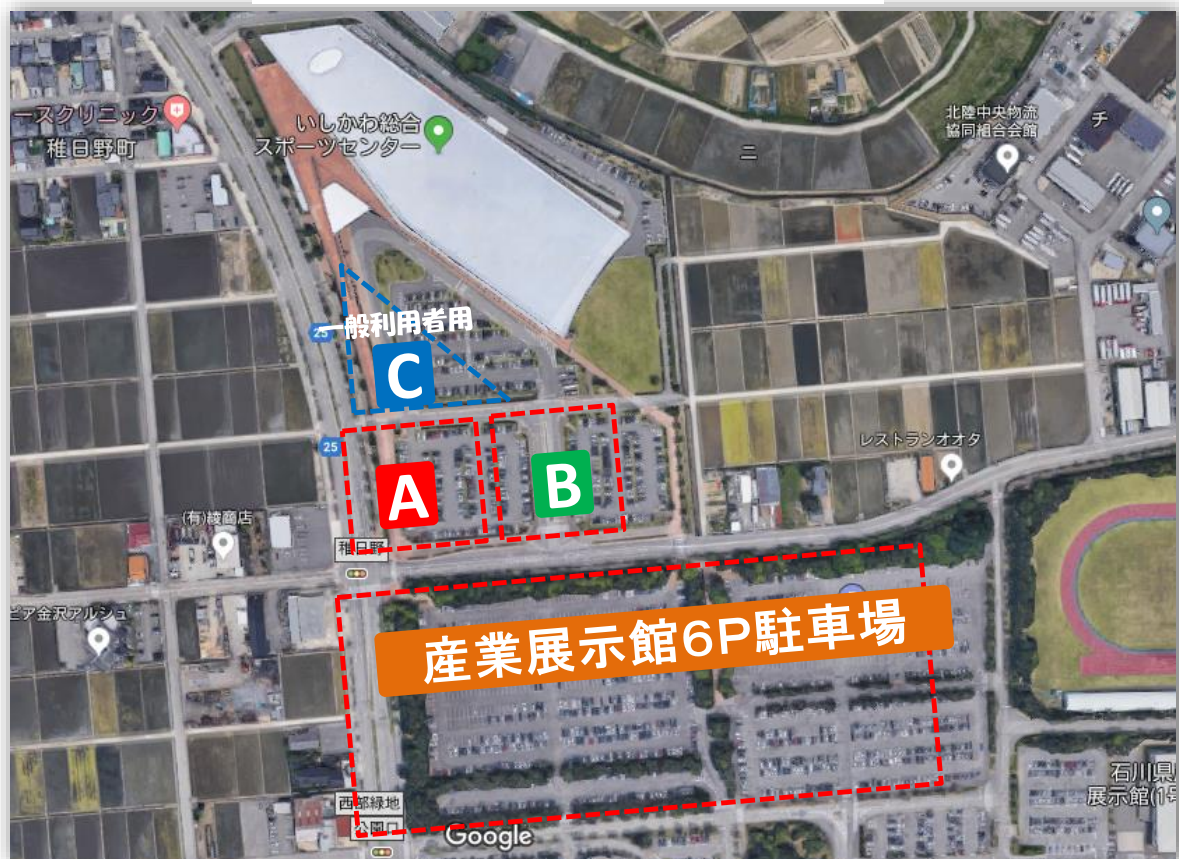 ースクリニック
稚日野町
いしかわ総合
スポーツセンター
北陸中央物流
協同組合会館
チ
二
25
一般利用者用
C
25
レストランオオタ
A
B
(有)綾商店
稚日野
ピア金沢アルシュ
産業展示館6P駐車場
西部緑地
公園口
石川県
展示館(1号
Google